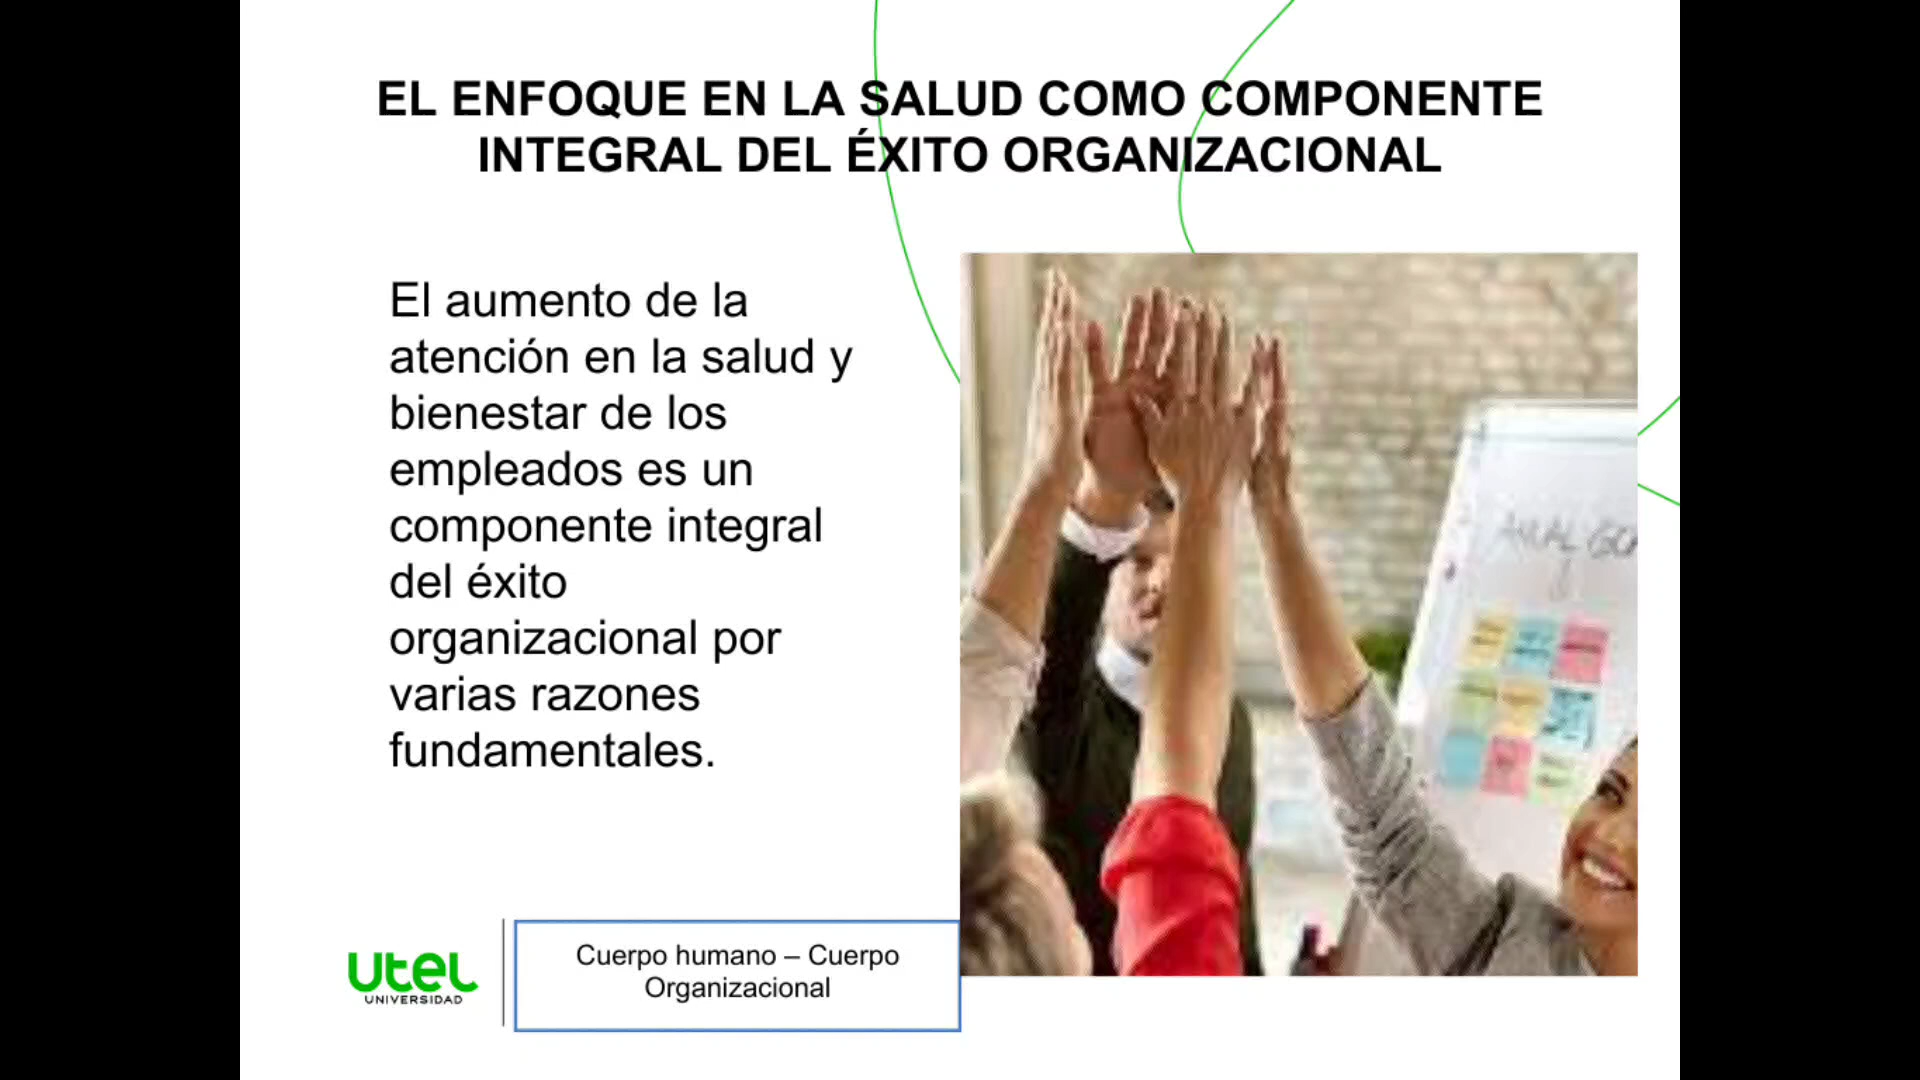 EL ENFOQUE EN LA SALUD COMO COMPONENTE
INTEGRAL DEL ÉXITO ORGANIZACIONAL
El aumento de la
atención en la salud y
bienestar de los
empleados es un
componente integral
del éxito
organizacional por
varias razones
fundamentales.
utel
UNIVERSIDAD
Cuerpo humano – Cuerpo
Organizacional